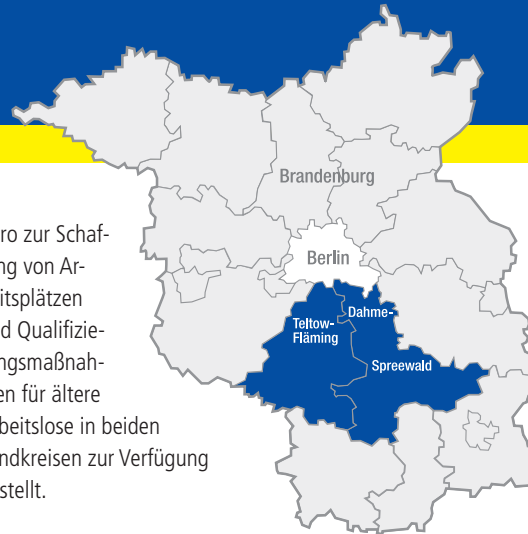 Brandenburg
Berlin
Teltow-
Fläming
Dahme-
Spreewald
ro zur Schaf-
ng von Ar-
itsplätzen
d Qualifizie-
ngsmaßnah-
en für ältere
beitslose in beiden
ndkreisen zur Verfügung
stellt.